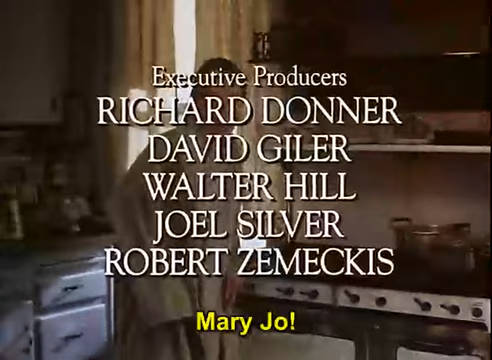 Executive Producers
RICHARD DONNER
DAVID GILER
WALTER HILL
JOEL SILVER
ROBERT ZEMECKIS
Mary Jo!